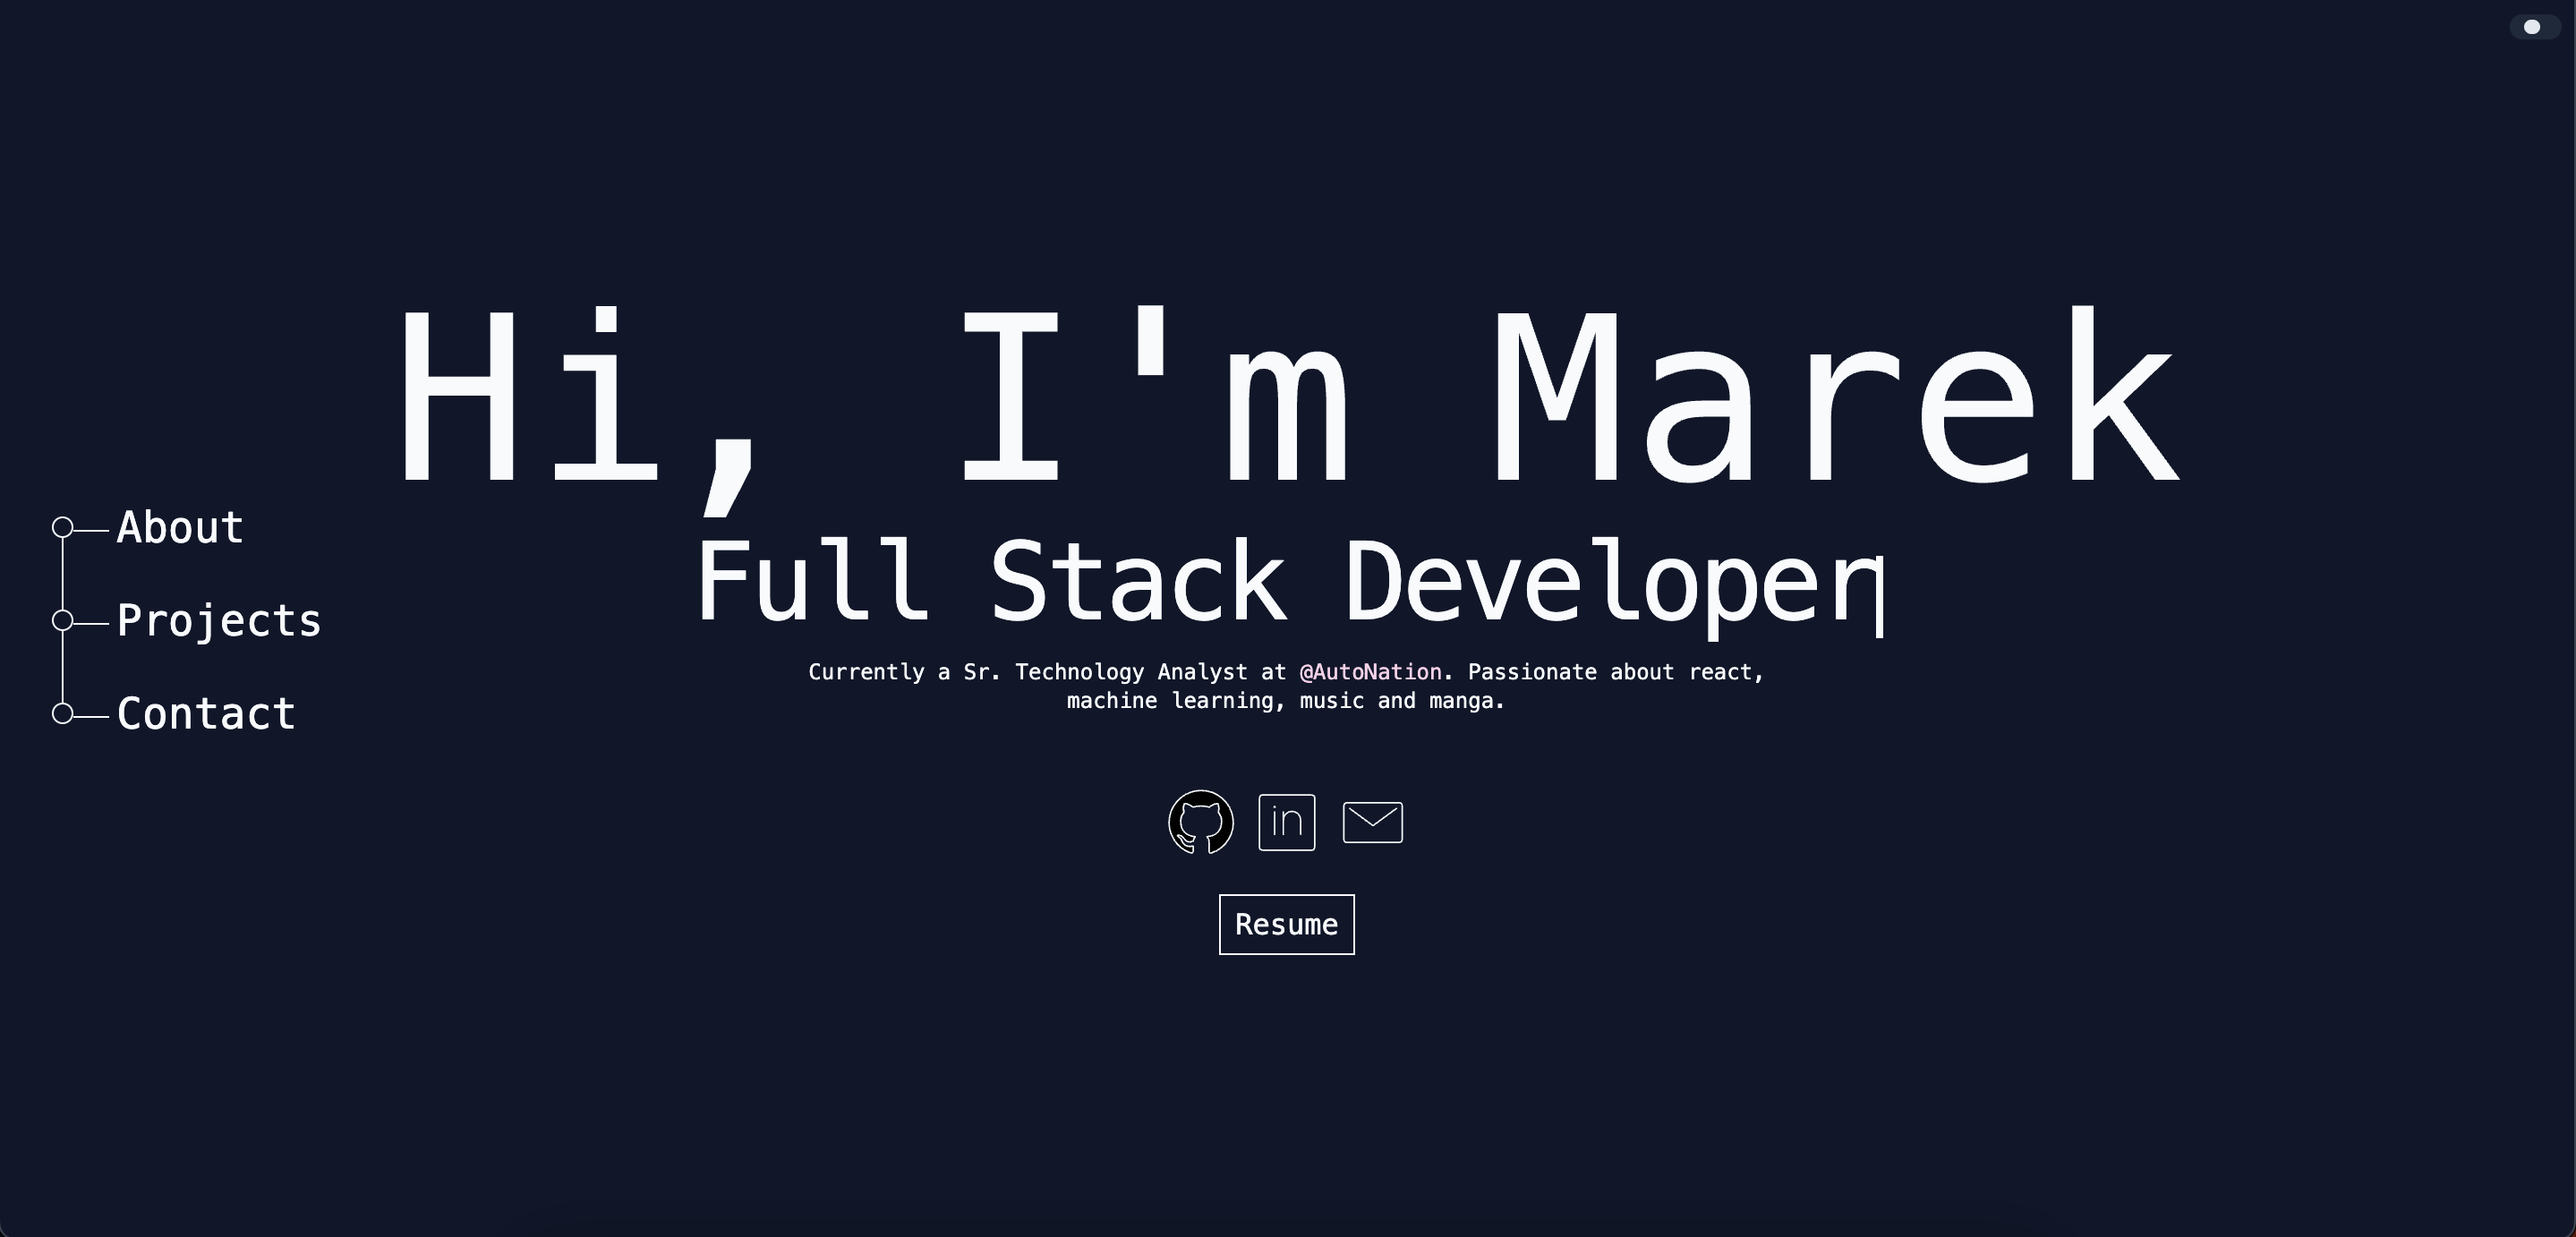 Hi, I'm Marek
About
Full Stack Developer
Projects
Currently a Sr. Technology Analyst at @AutoNation. Passionate about react,
machine learning, music and manga.
Contact
in
Resume